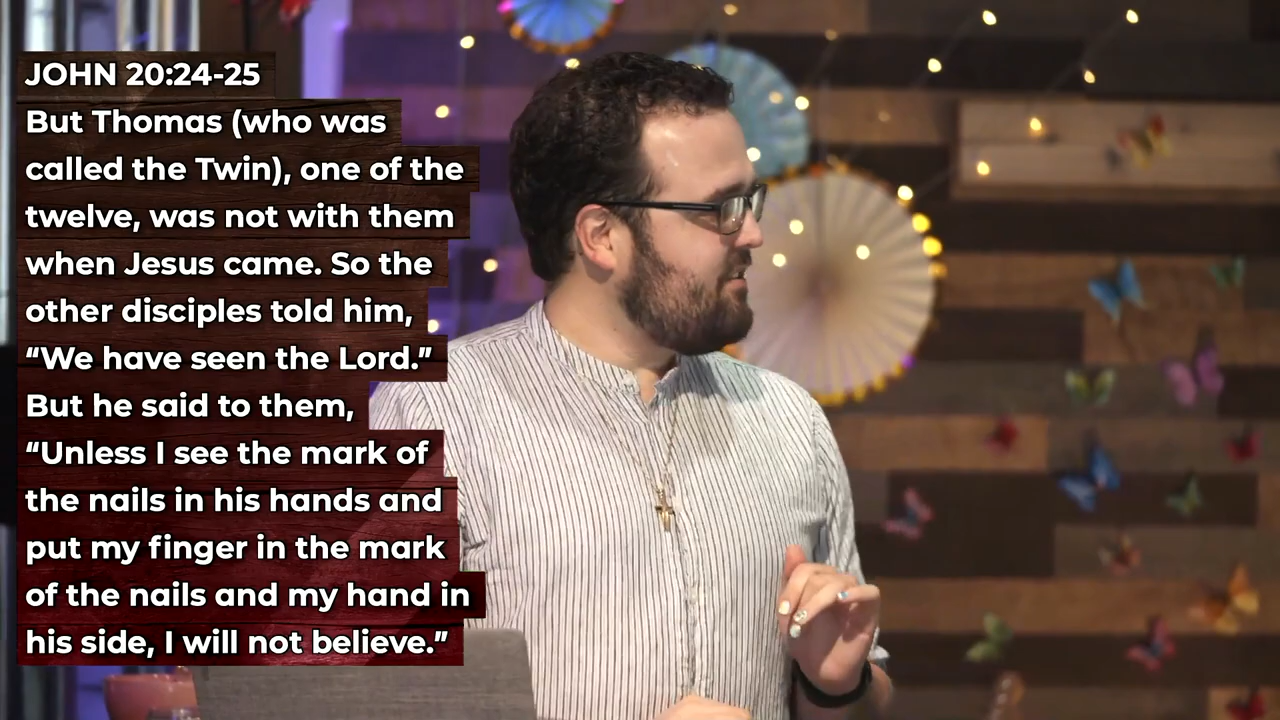 JOHN 20:24-25
But Thomas (who was
called the Twin), one of the
twelve, was not with them
when Jesus came. So the
other disciples told him,
“We have seen the Lord.”
But he said to them,
“Unless I see the mark of
the nails in his hands and
put my finger in the mark
of the nails and my hand in
his side, I will not believe.”